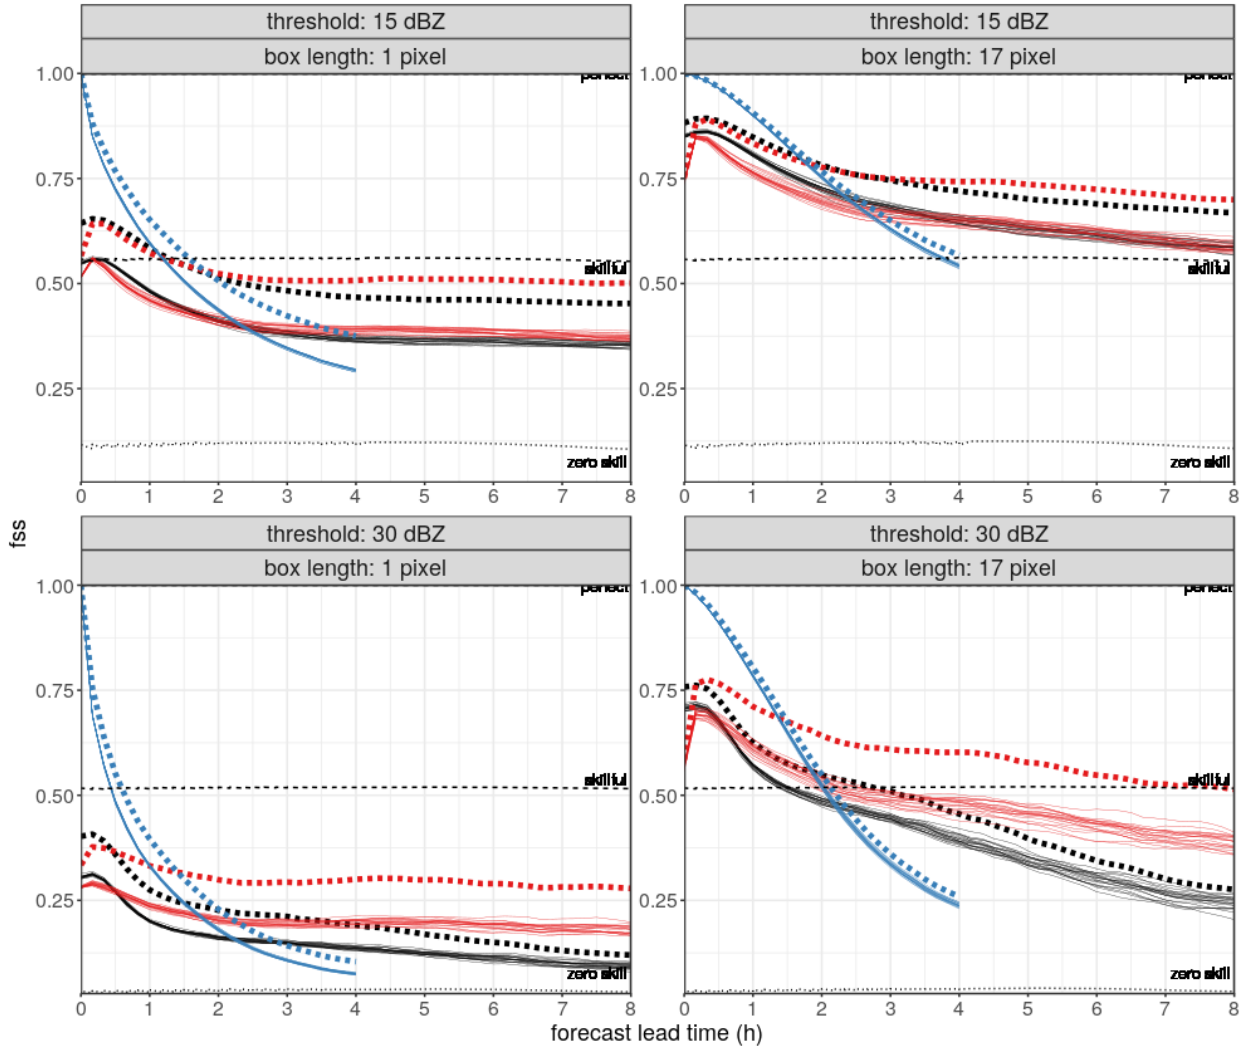 threshold: 15 dBZ
box length: 1 pixel
threshold: 15 dBZ
box length: 17 pixel
1.00
0.75
0.50
0.25
perfect
skillful
zero skill
0 1 2 3 4 5 6 7 8
1.00
0.75
0.50
0.25
perfect
skillful
zero skill
0 1 2 3 4 5 6 7 8
fss
threshold: 30 dBZ
box length: 1 pixel
threshold: 30 dBZ
box length: 17 pixel
1.00
0.75
0.50
0.25
perfect
skillful
zero skill
0 1 2 3 4 5 6 7 8
1.00
0.75
0.50
0.25
perfect
skillful
zero skill
0 1 2 3 4 5 6 7 8
forecast lead time (h)